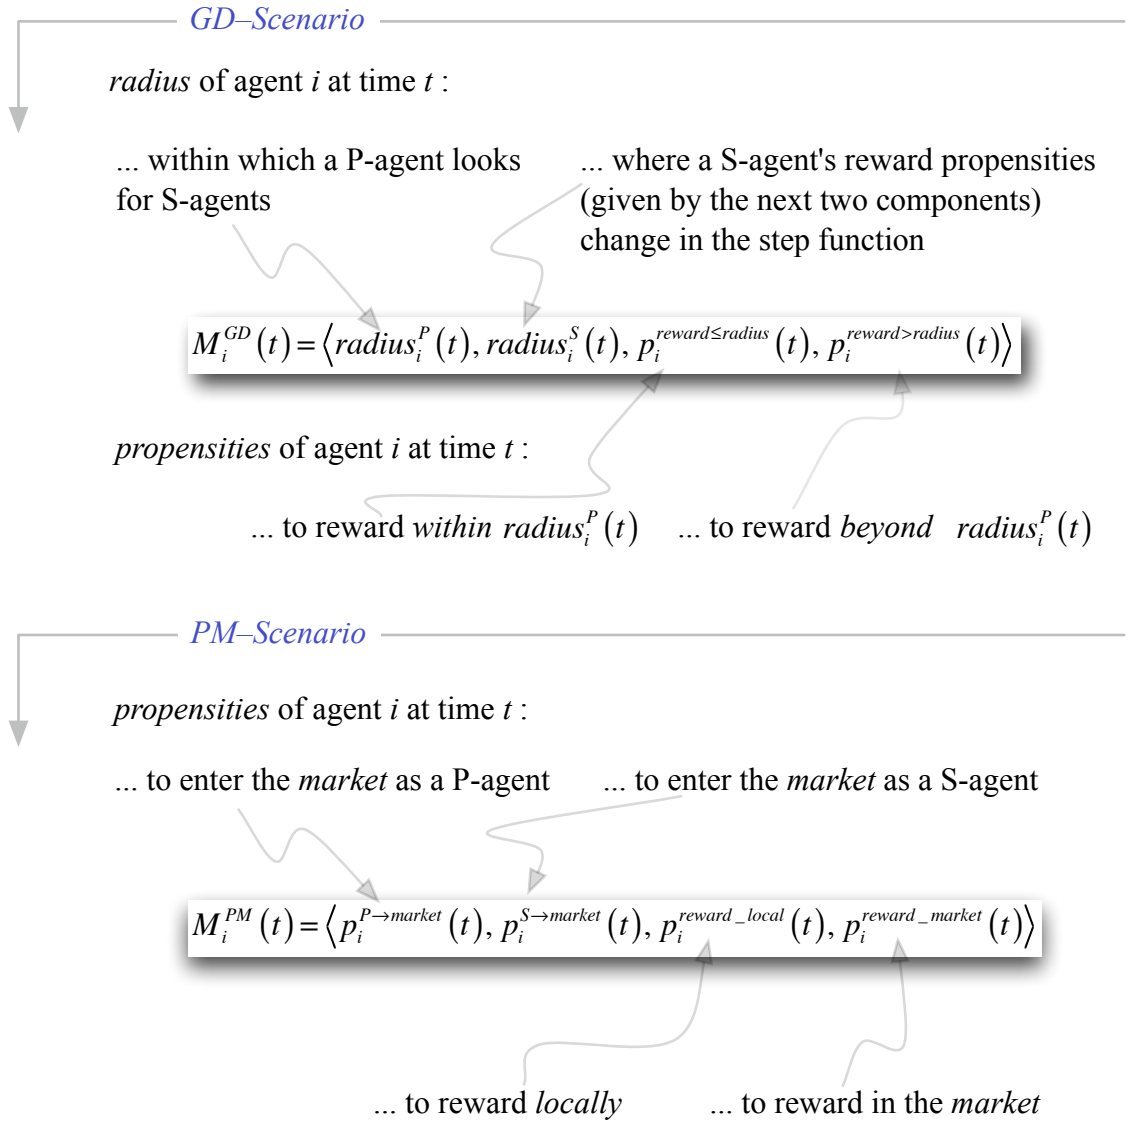 GD–Scenario
radius of agent i at time t :
... within which a P-agent looks
for S-agents
... where a S-agent's reward propensities
(given by the next two components)
change in the step function
M_i^{GD}(t) = ⟨radius_i^P(t), radius_i^S(t), p_i^{reward≤radius}(t), p_i^{reward>radius}(t)⟩
propensities of agent i at time t :
... to reward within radius_i^P(t)
... to reward beyond radius_i^P(t)
PM–Scenario
propensities of agent i at time t :
... to enter the market as a P-agent
... to enter the market as a S-agent
M_i^{PM}(t) = ⟨p_i^{P→market}(t), p_i^{S→market}(t), p_i^{reward_local}(t), p_i^{reward_market}(t)⟩
... to reward locally
... to reward in the market